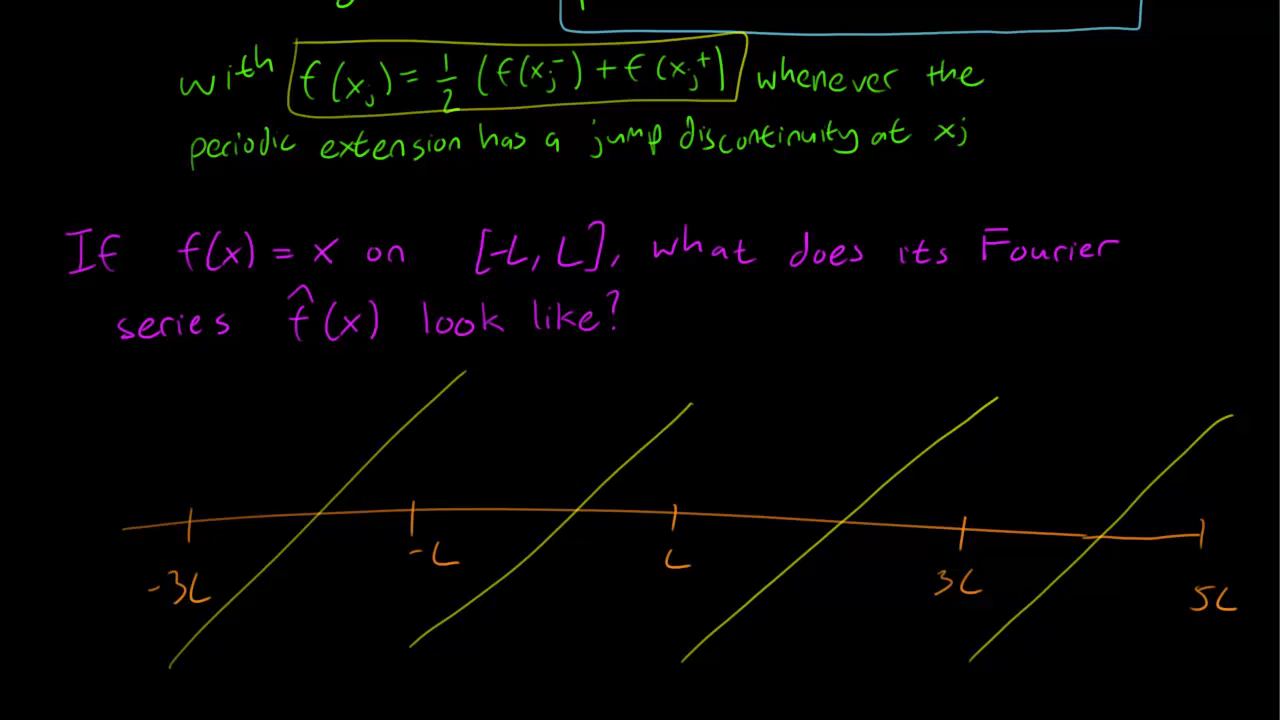 with f(xⱼ) = 1/2 (f(xⱼ⁻) + f(xⱼ⁺)) whenever the
periodic extension has a jump discontinuity at xj
If f(x) = x on [-L, L], what does its Fourier
series f̂(x) look like?
-3L -L L 3L 5L